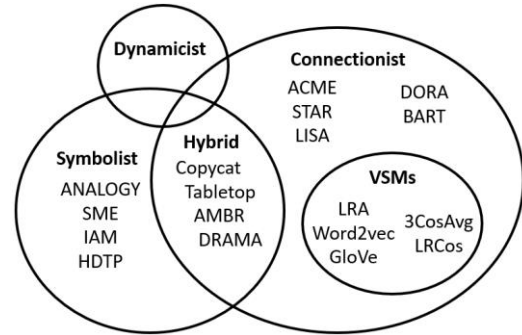 Dynamicist
Connectionist
ACME
STAR
LISA
DORA
BART
Symbolist
ANALOGY
SME
IAM
HDTP
Hybrid
Copycat
Tabletop
AMBR
DRAMA
VSMs
LRA
Word2vec
GloVe
3CosAvg
LRCos